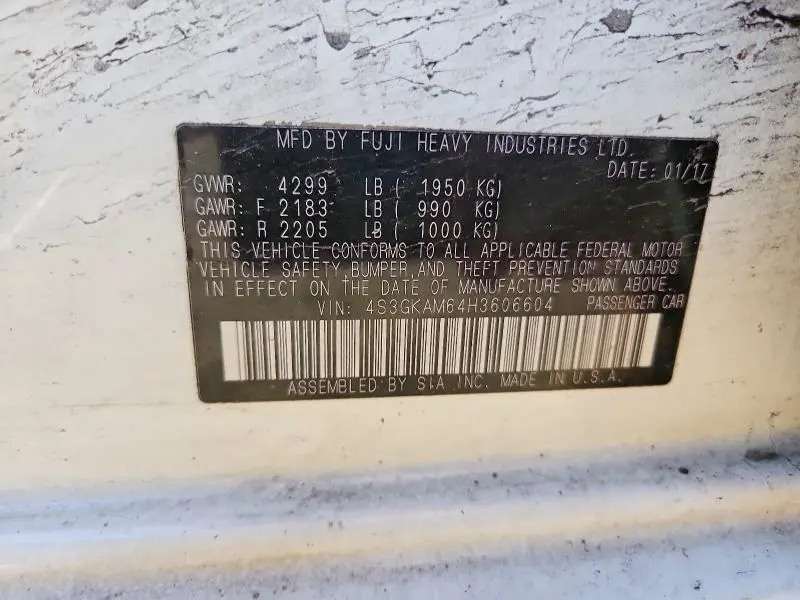 MFD BY FUJI HEAVY INDUSTRIES LTD.
DATE: 01/17
GVWR: 4299 LB ( 1950 KG)
GAWR: F 2183 LB ( 990 KG)
GAWR: R 2205 LB ( 1000 KG)
THIS VEHICLE CONFORMS TO ALL APPLICABLE FEDERAL MOTOR
VEHICLE SAFETY, BUMPER, AND THEFT PREVENTION STANDARDS
IN EFFECT ON THE DATE OF MANUFACTURE SHOWN ABOVE.
VIN: 4S3GKAM64H3606604 PASSENGER CAR
ASSEMBLED BY SIA INC. MADE IN U.S.A.